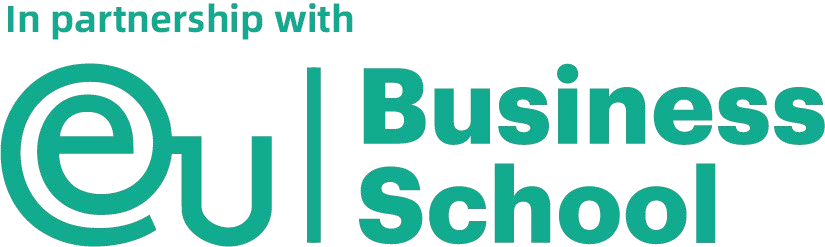 In partnership with
eu
Business
School